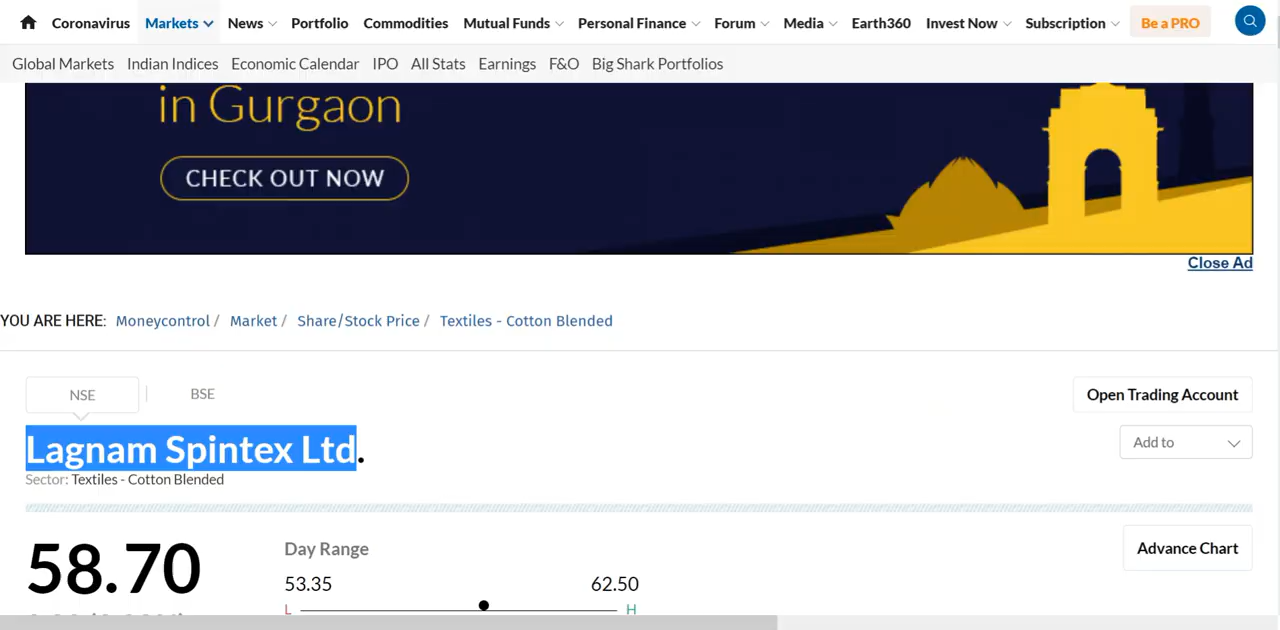 Coronavirus Markets News Portfolio Commodities Mutual Funds Personal Finance Forum Media Earth360 Invest Now Subscription Be a PRO
Global Markets Indian Indices Economic Calendar IPO All Stats Earnings F&O Big Shark Portfolios
in Gurgaon
CHECK OUT NOW
Close Ad
YOU ARE HERE: Moneycontrol / Market / Share/Stock Price / Textiles - Cotton Blended
NSE BSE
Open Trading Account
Lagnam Spintex Ltd.
Add to
Sector: Textiles - Cotton Blended
58.70
Day Range
Advance Chart
53.35 62.50
L H